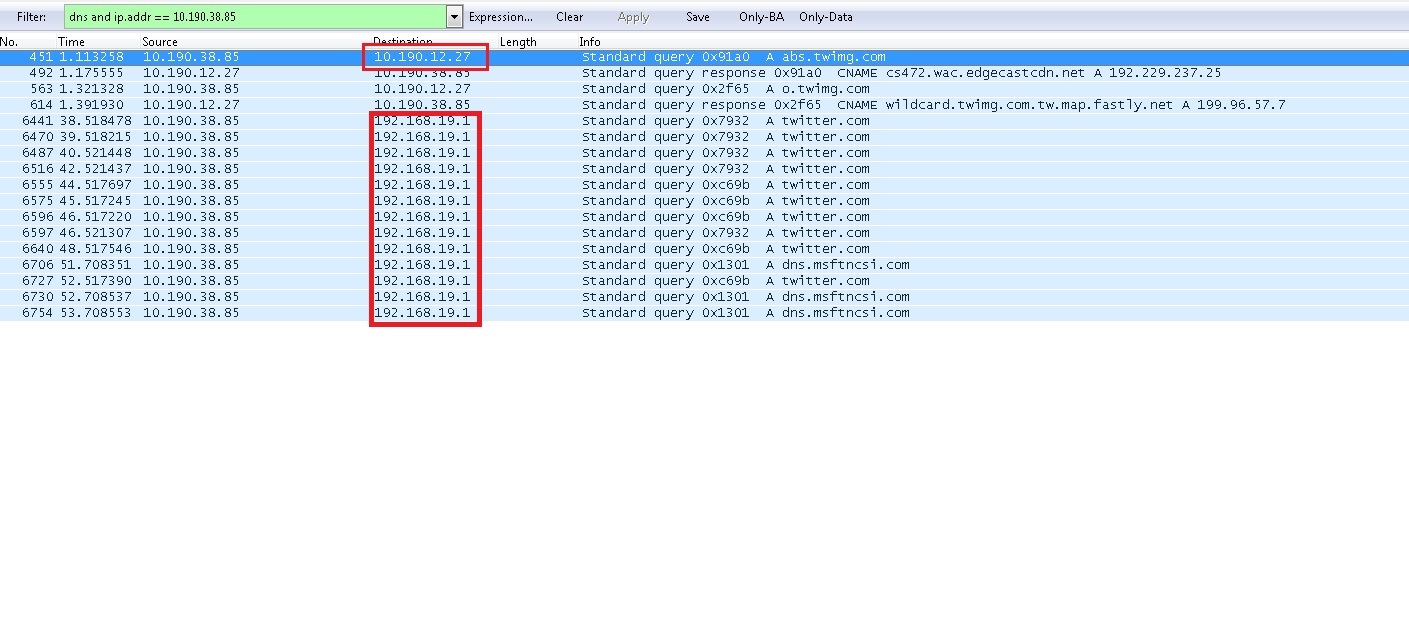 Filter: dns and ip.addr == 10.190.38.85 Expression... Clear Apply Save Only-BA Only-Data
No. Time Source Destination Length Info
451 1.113258 10.190.38.85 10.190.12.27 Standard query 0x91a0 A abs.twimg.com
492 1.175555 10.190.12.27 10.190.38.85 Standard query response 0x91a0 CNAME cs472.wac.edgecastcdn.net A 192.229.237.25
563 1.321328 10.190.38.85 10.190.12.27 Standard query 0x2f65 A o.twimg.com
614 1.391930 10.190.12.27 10.190.38.85 Standard query response 0x2f65 CNAME wildcard.twimg.com.tw.map.fastly.net A 199.96.57.7
6441 38.518478 10.190.38.85 192.168.19.1 Standard query 0x7932 A twitter.com
6470 39.518215 10.190.38.85 192.168.19.1 Standard query 0x7932 A twitter.com
6487 40.521448 10.190.38.85 192.168.19.1 Standard query 0x7932 A twitter.com
6516 42.521437 10.190.38.85 192.168.19.1 Standard query 0x7932 A twitter.com
6555 44.517697 10.190.38.85 192.168.19.1 Standard query 0xc69b A twitter.com
6575 45.517245 10.190.38.85 192.168.19.1 Standard query 0xc69b A twitter.com
6596 46.517220 10.190.38.85 192.168.19.1 Standard query 0xc69b A twitter.com
6597 46.521307 10.190.38.85 192.168.19.1 Standard query 0x7932 A twitter.com
6640 48.517546 10.190.38.85 192.168.19.1 Standard query 0xc69b A twitter.com
6706 51.708351 10.190.38.85 192.168.19.1 Standard query 0x1301 A dns.msftncsi.com
6727 52.517390 10.190.38.85 192.168.19.1 Standard query 0xc69b A twitter.com
6730 52.708537 10.190.38.85 192.168.19.1 Standard query 0x1301 A dns.msftncsi.com
6754 53.708553 10.190.38.85 192.168.19.1 Standard query 0x1301 A dns.msftncsi.com